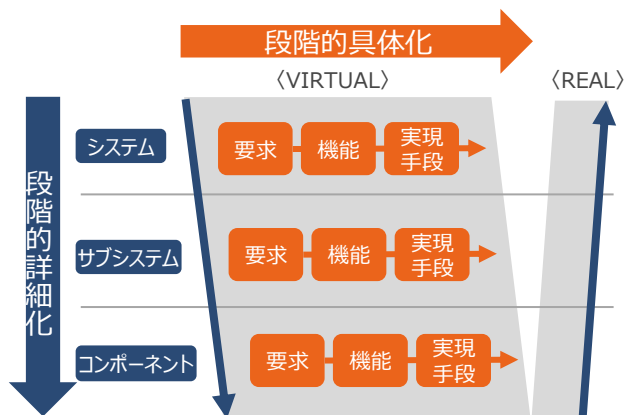 段階的具体化
〈VIRTUAL〉
〈REAL〉
段階的詳細化
システム
要求
機能
実現
手段
サブシステム
要求
機能
実現
手段
コンポーネント
要求
機能
実現
手段